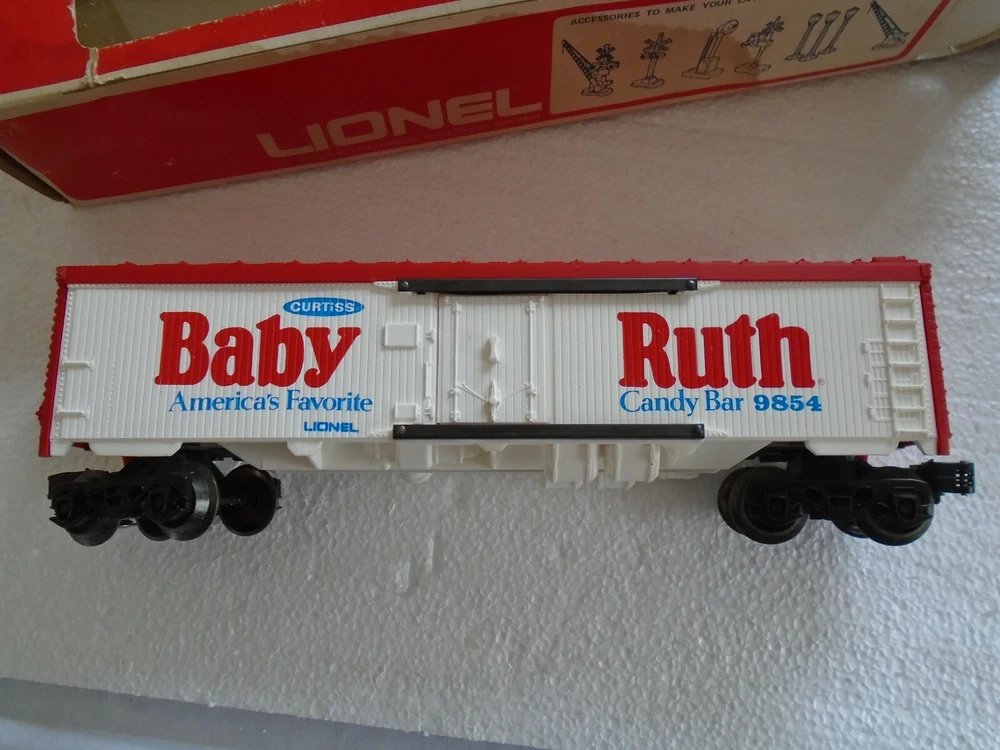 ACCESSORIES TO MAKE YOUR
LIONEL
CURTISS
Baby Ruth®
America's Favorite Candy Bar 9854
LIONEL